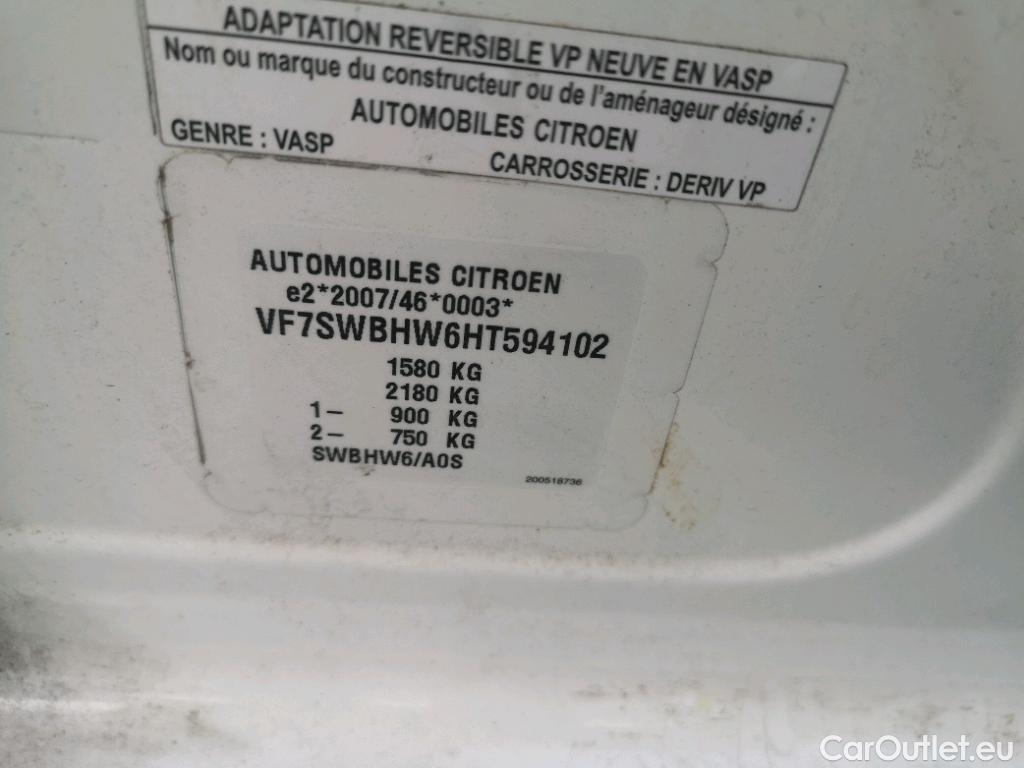 ADAPTATION REVERSIBLE VP NEUVE EN VASP
Nom ou marque du constructeur ou de l'aménageur désigné :
AUTOMOBILES CITROEN
GENRE : VASP CARROSSERIE : DERIV VP
AUTOMOBILES CITROEN
e2*2007/46*0003*
VF7SWBHW6HT594102
1580 KG
2180 KG
1- 900 KG
2- 750 KG
SWBHW6/A0S
200518736
CarOutlet.eu